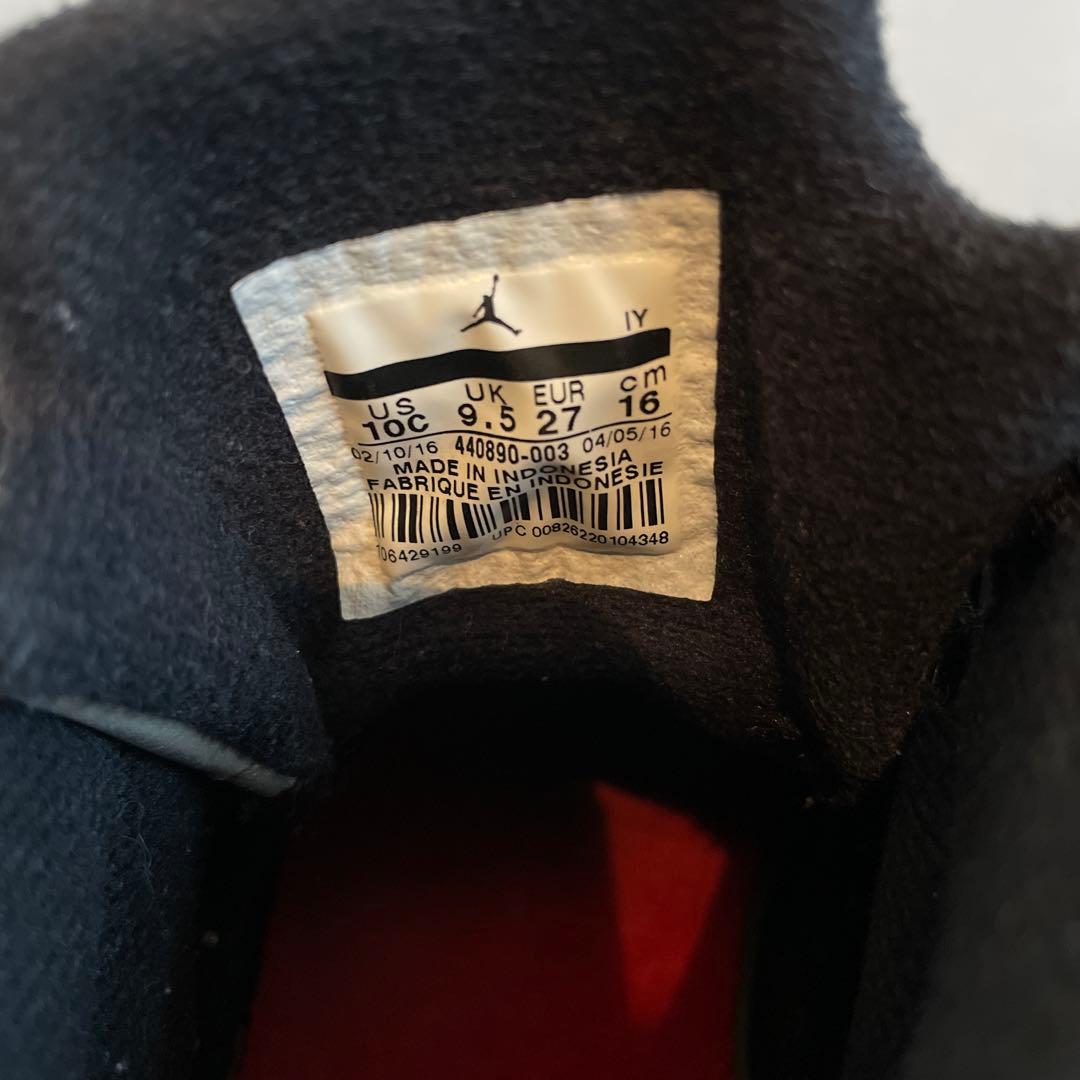 IY
US UK EUR cm
10C 9.5 27 16
02/10/16 440890-003 04/05/16
MADE IN INDONESIA
FABRIQUE EN INDONESIE
706429199 UPC 00826220104348